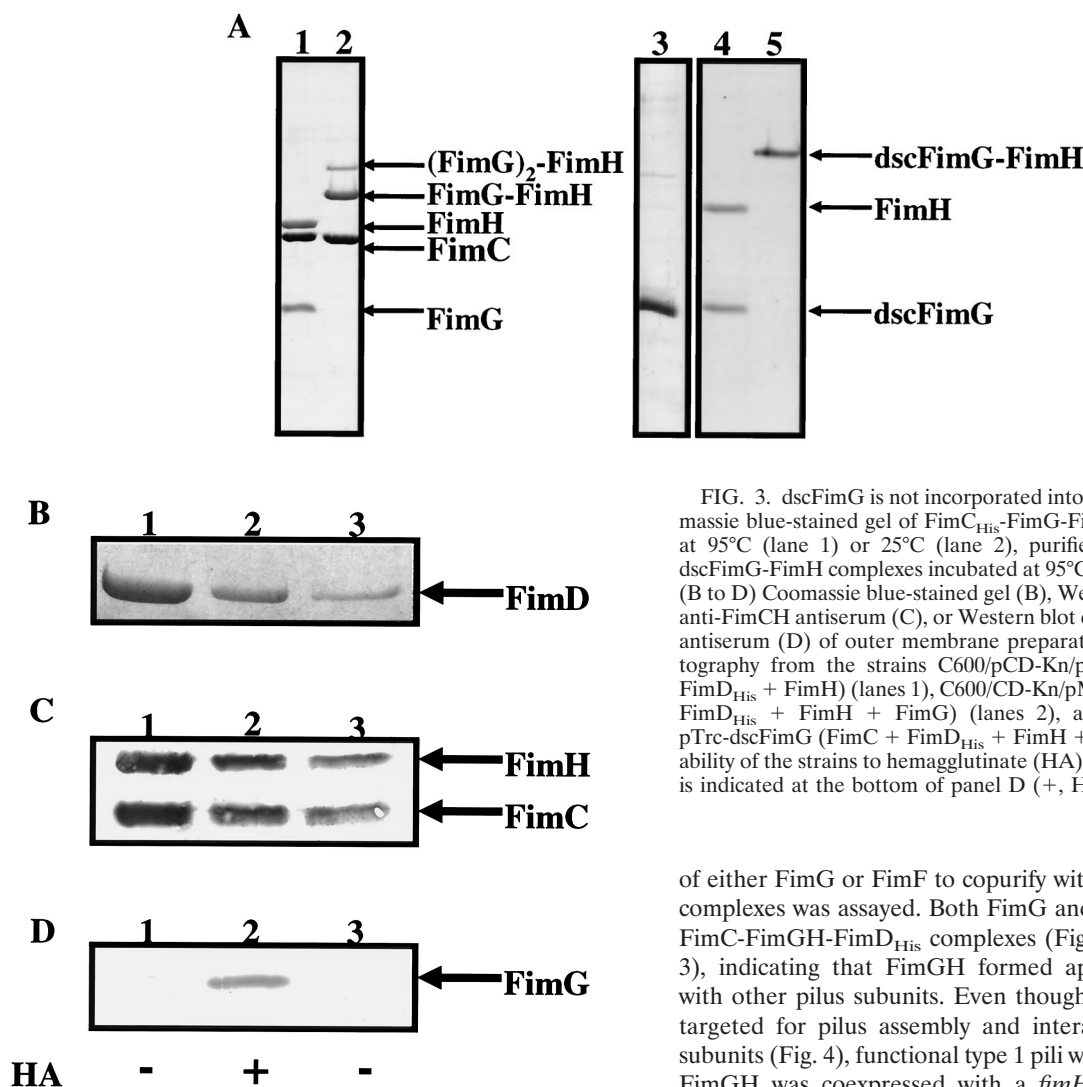 A
1 2
(FimG)2-FimH
FimG-FimH
FimH
FimC
FimG
3 4 5
dscFimG-FimH
FimH
dscFimG
B
1 2 3
FimD
C
1 2 3
FimH
FimC
D
1 2 3
FimG
HA - + -
FIG. 3. dscFimG is not incorporated into
massie blue-stained gel of FimCHis-FimG-Fi
at 95°C (lane 1) or 25°C (lane 2), purifie
dscFimG-FimH complexes incubated at 95°C
(B to D) Coomassie blue-stained gel (B), We
anti-FimCH antiserum (C), or Western blot
antiserum (D) of outer membrane preparat
tography from the strains C600/pCD-Kn/p
FimDHis + FimH) (lanes 1), C600/CD-Kn/pM
FimDHis + FimH + FimG) (lanes 2), a
pTrc-dscFimG (FimC + FimDHis + FimH +
ability of the strains to hemagglutinate (HA)
is indicated at the bottom of panel D (+, H
of either FimG or FimF to copurify wit
complexes was assayed. Both FimG and
FimC-FimGH-FimDHis complexes (Fig
3), indicating that FimGH formed ap
with other pilus subunits. Even though
targeted for pilus assembly and intera
subunits (Fig. 4), functional type 1 pili w
FimGH was coexpressed with a fimH